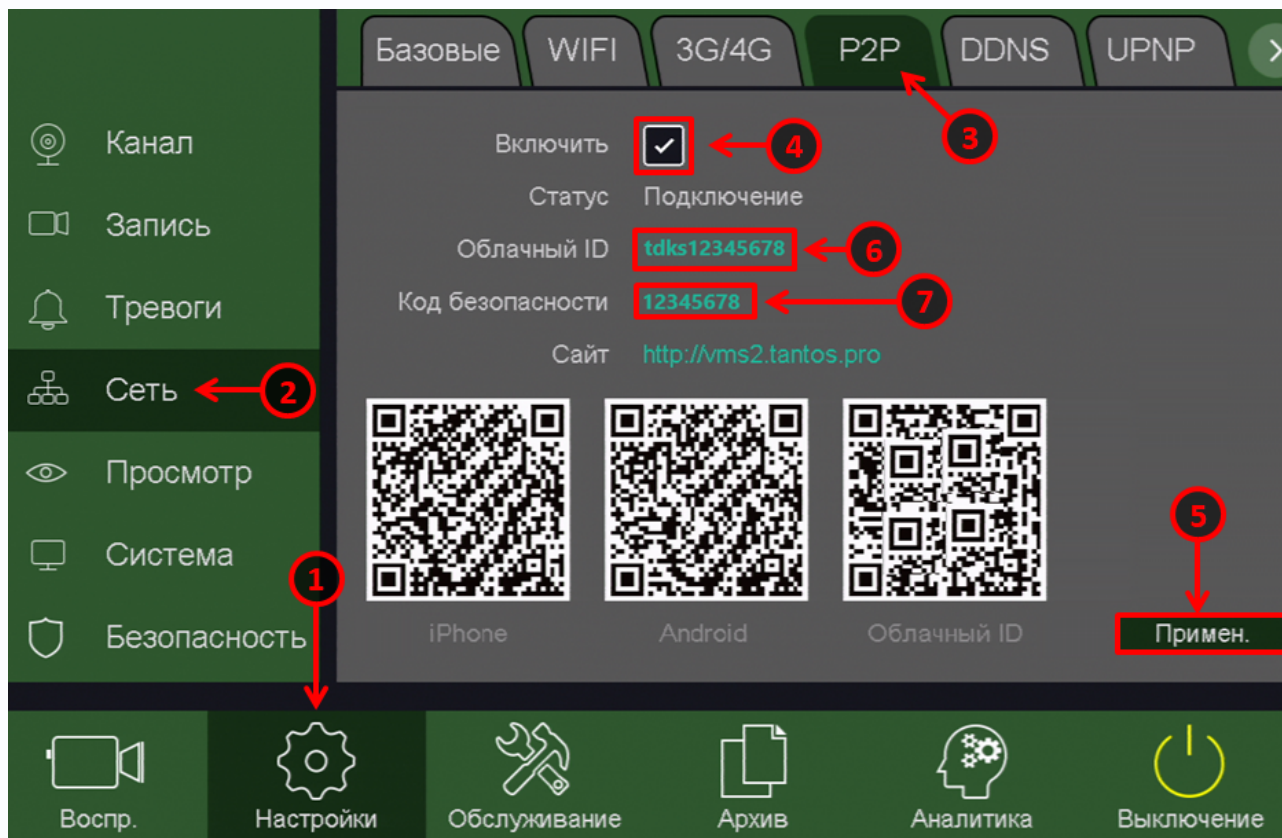 Базовые WIFI 3G/4G P2P DDNS UPNP
3
Канал
Запись
Тревоги
Сеть
2
Просмотр
Система
Безопасность
Включить
4
Статус Подключение
Облачный ID tdks12345678
6
Код безопасности 12345678
7
Сайт http://vms2.tantos.pro
iPhone Android Облачный ID
5
Примен.
1
Воспр. Настройки Обслуживание Архив Аналитика Выключение